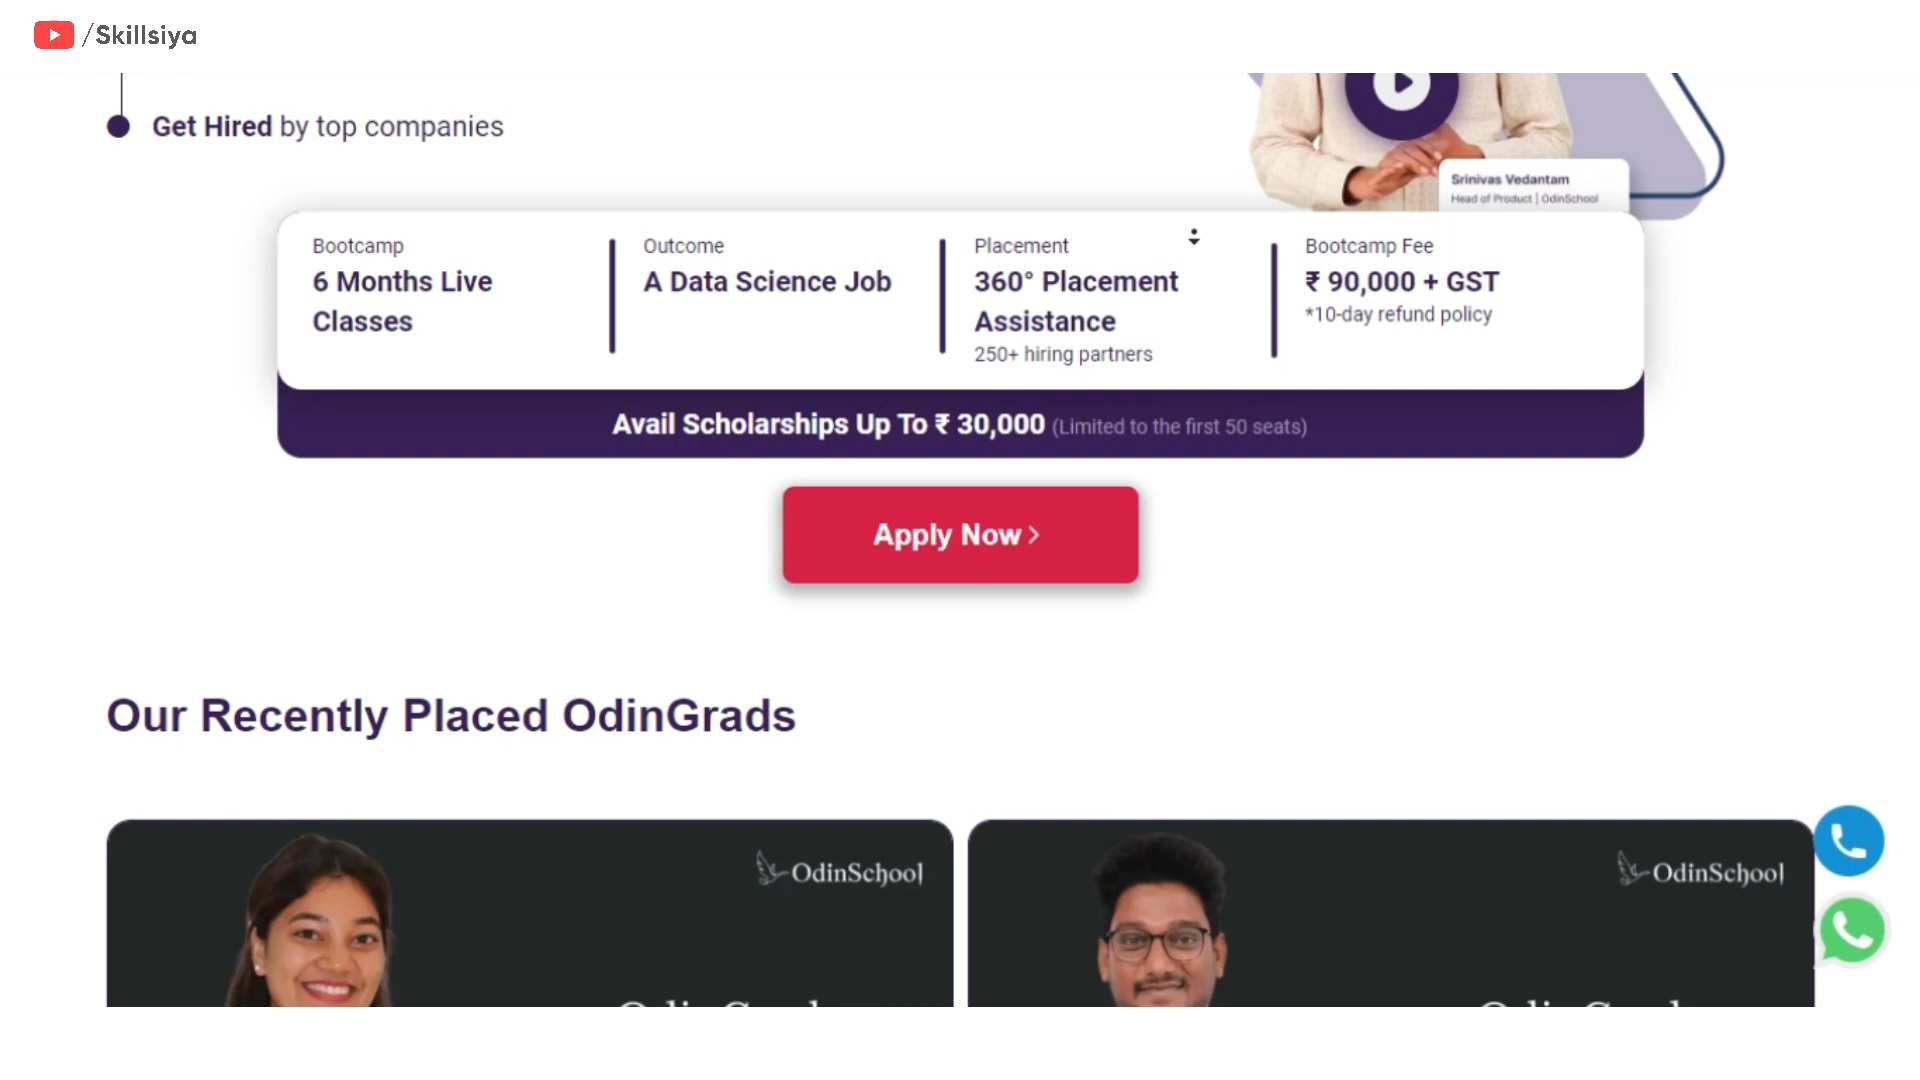 /Skillsiya
Get Hired by top companies
Srinivas Vedantam
Head of Product | OdinSchool
Bootcamp
6 Months Live
Classes
Outcome
A Data Science Job
Placement
360° Placement
Assistance
250+ hiring partners
Bootcamp Fee
₹ 90,000 + GST
*10-day refund policy
Avail Scholarships Up To ₹ 30,000 (Limited to the first 50 seats)
Apply Now >
Our Recently Placed OdinGrads
OdinSchool
OdinSchool